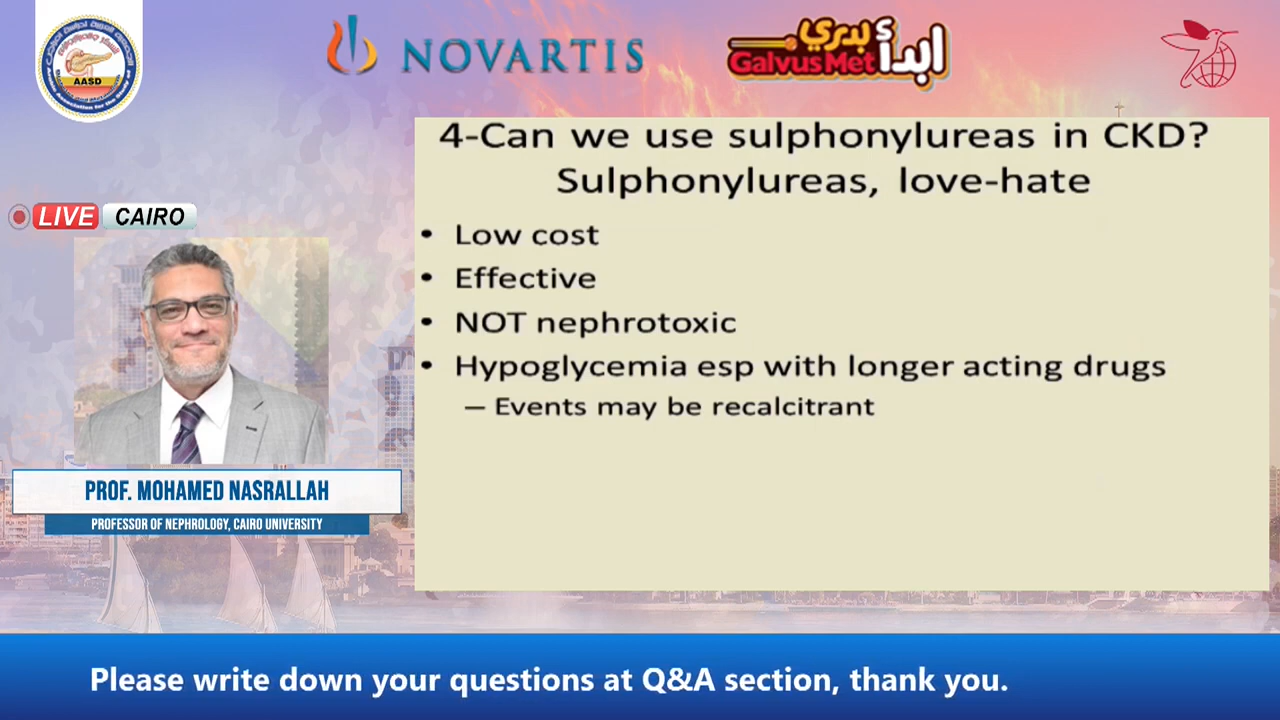 AASD
NOVARTIS
ابدأ بدري
GalvusMet
4-Can we use sulphonylureas in CKD?
Sulphonylureas, love-hate
• Low cost
• Effective
• NOT nephrotoxic
• Hypoglycemia esp with longer acting drugs
– Events may be recalcitrant
LIVE CAIRO
PROF. MOHAMED NASRALLAH
PROFESSOR OF NEPHROLOGY, CAIRO UNIVERSITY
Please write down your questions at Q&A section, thank you.